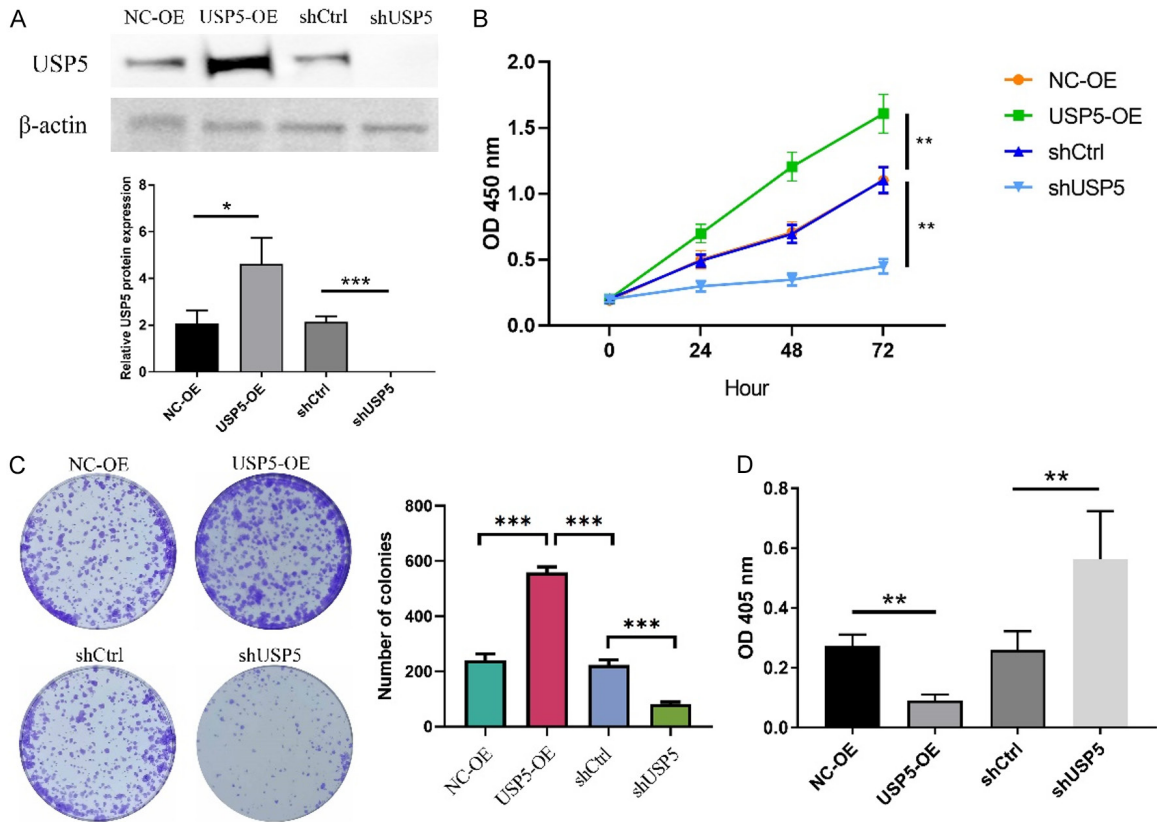 A
NC-OE USP5-OE shCtrl shUSP5
USP5
β-actin
Relative USP5 protein expression
8
6
4
2
0
*
***
NC-OE
USP5-OE
shCtrl
shUSP5
B
OD 450 nm
2.0
1.5
1.0
0.5
0.0
0 24 48 72
Hour
**
**
NC-OE
USP5-OE
shCtrl
shUSP5
C
NC-OE USP5-OE
shCtrl shUSP5
Number of colonies
800
600
400
200
0
*** ***
***
NC-OE
USP5-OE
shCtrl
shUSP5
D
OD 405 nm
0.8
0.6
0.4
0.2
0.0
**
**
NC-OE
USP5-OE
shCtrl
shUSP5